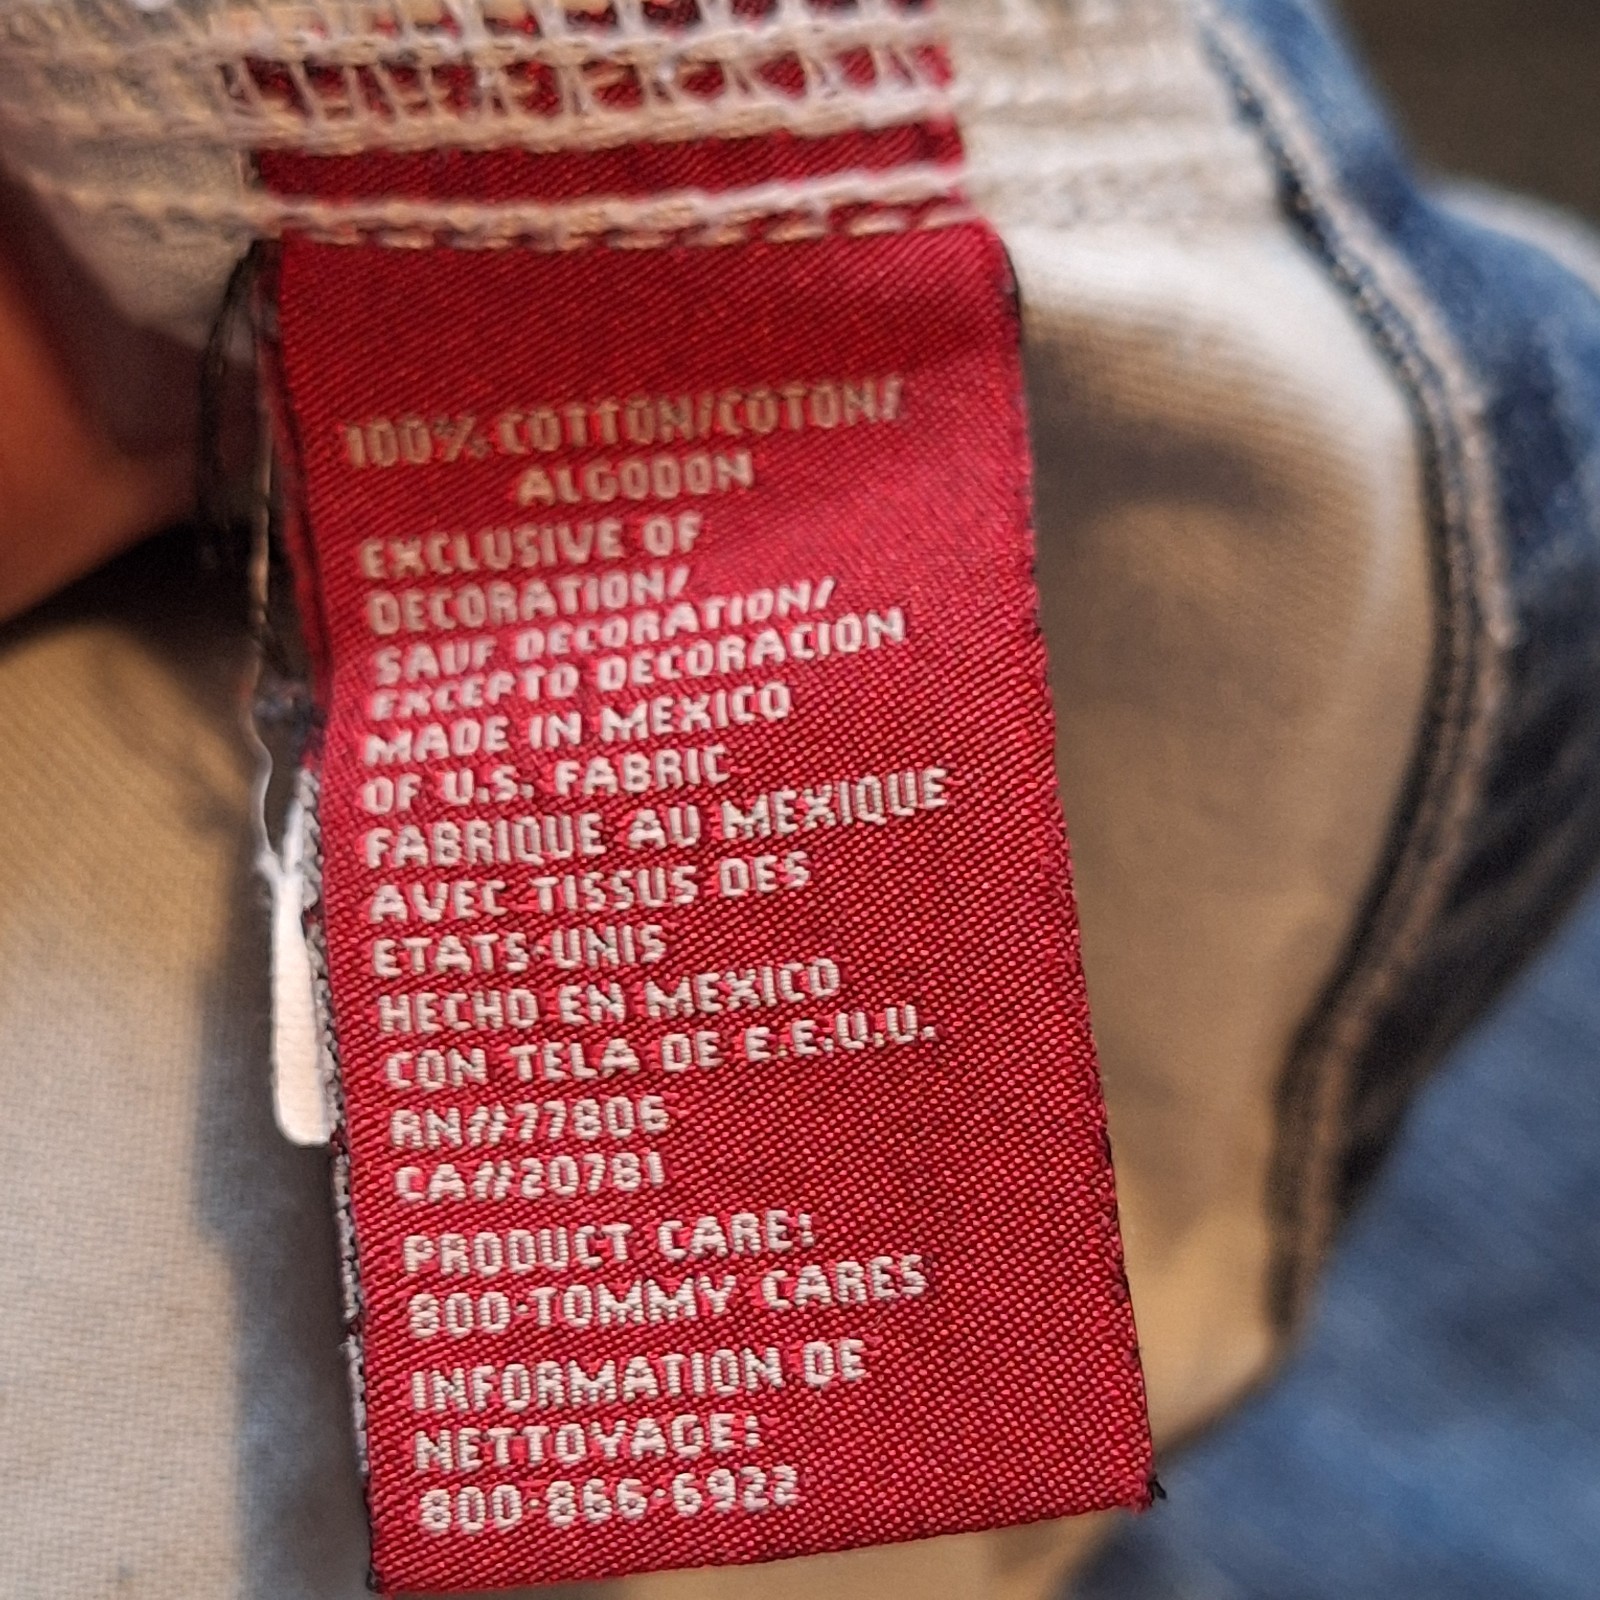 100% COTTON/COTON/
ALGODON
EXCLUSIVE OF
DECORATION/
SAUF DECORATION/
EXCEPTO DECORACION
MADE IN MEXICO
OF U.S. FABRIC
FABRIQUE AU MEXIQUE
AVEC TISSUS DES
ETATS-UNIS
HECHO EN MEXICO
CON TELA DE E.E.U.U.
RN#77806
CA#20781
PRODUCT CARE:
800-TOMMY CARES
INFORMATION DE
NETTOYAGE:
800-866-6922